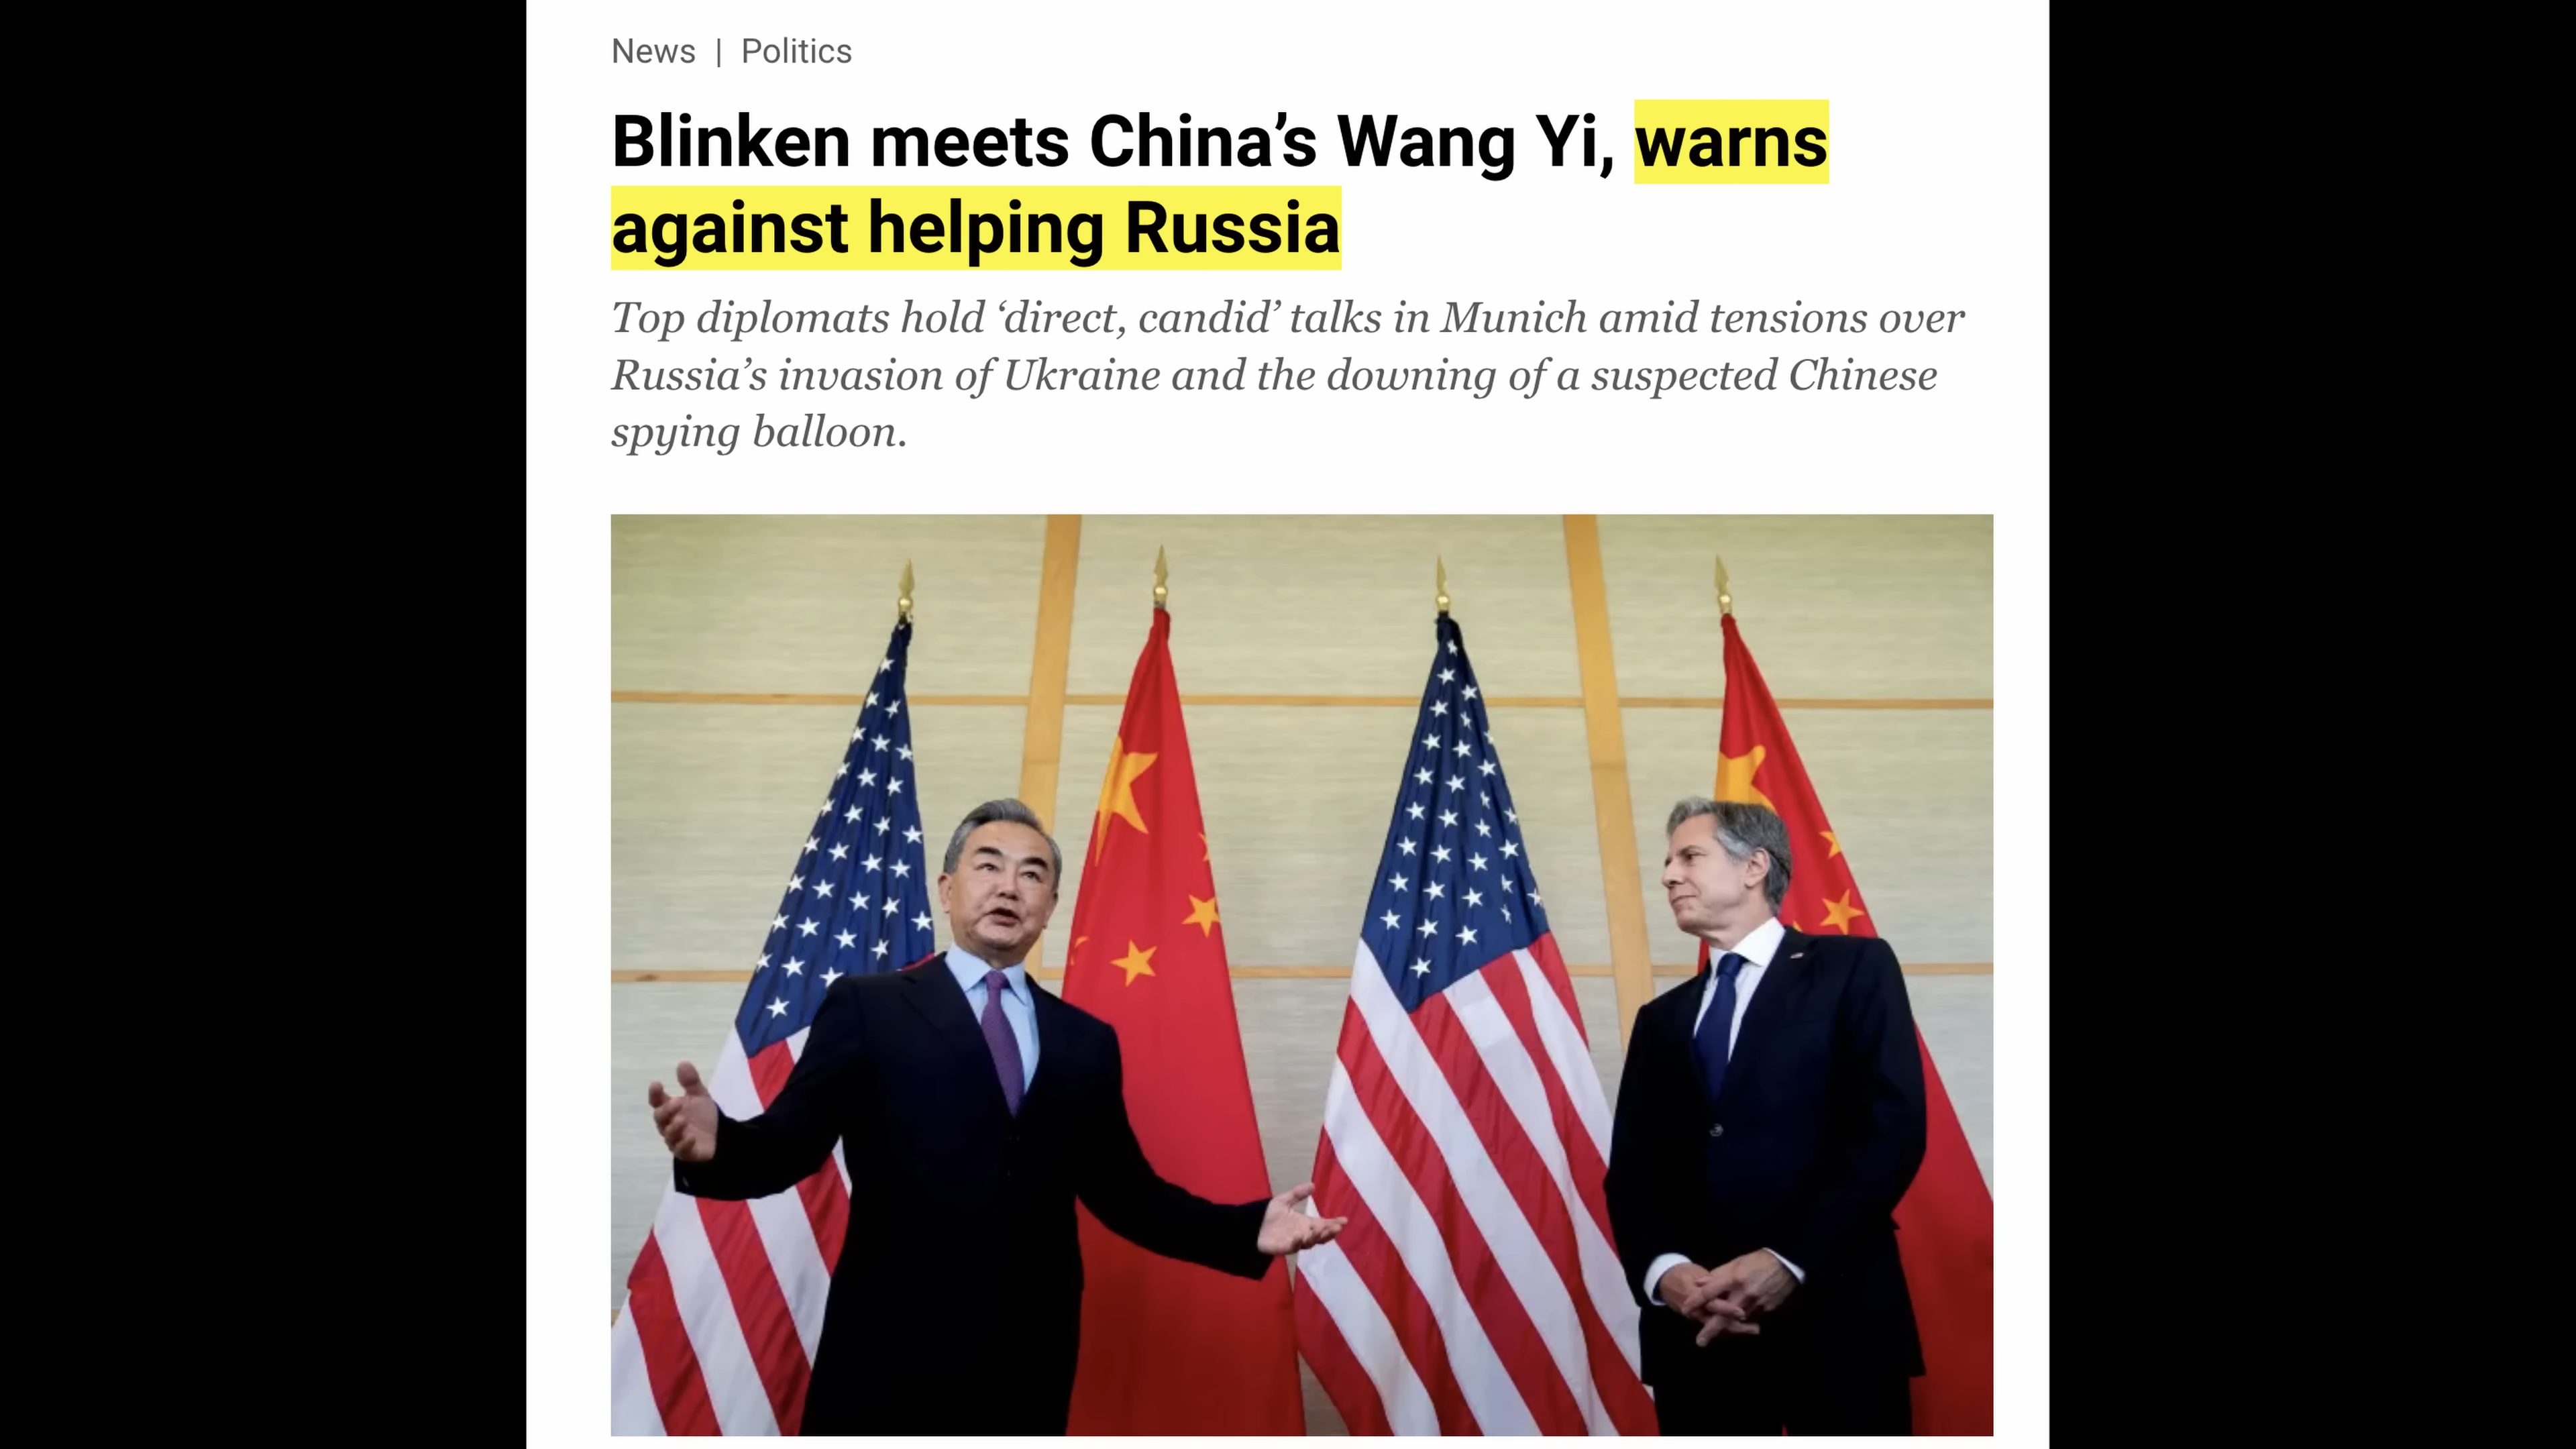 News | Politics
Blinken meets China’s Wang Yi, warns
against helping Russia
Top diplomats hold ‘direct, candid’ talks in Munich amid tensions over
Russia’s invasion of Ukraine and the downing of a suspected Chinese
spying balloon.